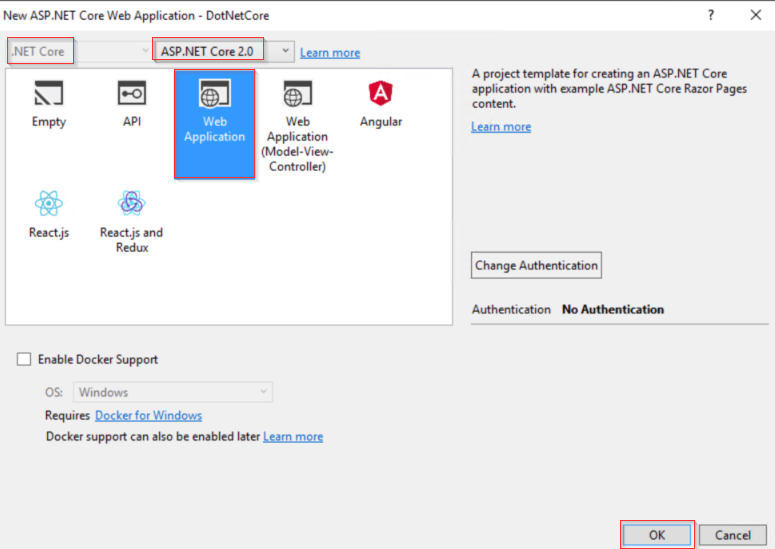 New ASP.NET Core Web Application - DotNetCore
?
.NET Core
ASP.NET Core 2.0
Learn more
Empty
API
Web
Application
Web
Application
(Model-View-
Controller)
Angular
React.js
React.js and
Redux
A project template for creating an ASP.NET Core
application with example ASP.NET Core Razor Pages
content.
Learn more
Change Authentication
Authentication No Authentication
Enable Docker Support
OS: Windows
Requires Docker for Windows
Docker support can also be enabled later Learn more
OK
Cancel